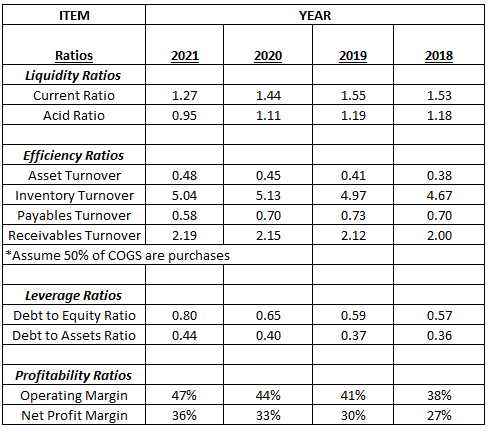 ITEM YEAR
Ratios 2021 2020 2019 2018
Liquidity Ratios
Current Ratio 1.27 1.44 1.55 1.53
Acid Ratio 0.95 1.11 1.19 1.18
Efficiency Ratios
Asset Turnover 0.48 0.45 0.41 0.38
Inventory Turnover 5.04 5.13 4.97 4.67
Payables Turnover 0.58 0.70 0.73 0.70
Receivables Turnover 2.19 2.15 2.12 2.00
*Assume 50% of COGS are purchases
Leverage Ratios
Debt to Equity Ratio 0.80 0.65 0.59 0.57
Debt to Assets Ratio 0.44 0.40 0.37 0.36
Profitability Ratios
Operating Margin 47% 44% 41% 38%
Net Profit Margin 36% 33% 30% 27%